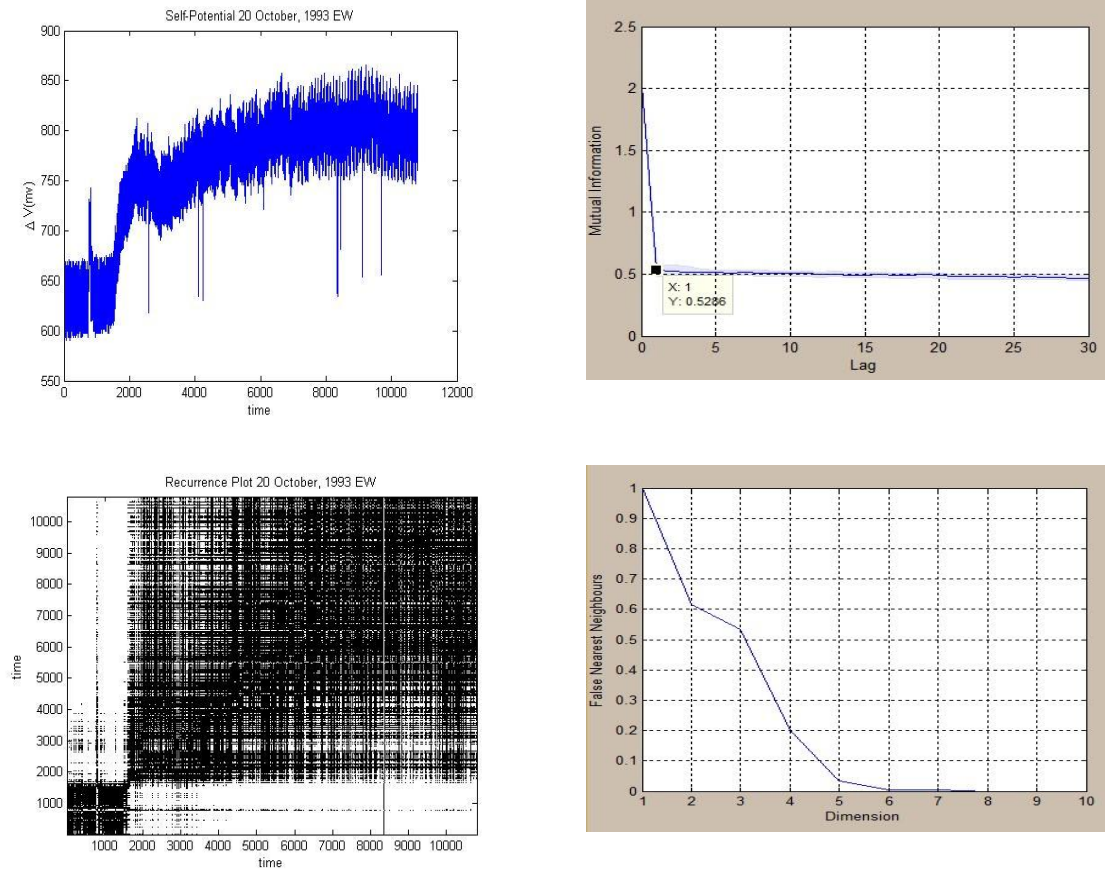 Self-Potential 20 October, 1993 EW
900
850
800
750
700
650
600
550
Δ V(mv)
0 2000 4000 6000 8000 10000 12000
time
2.5
2
1.5
1
0.5
0
Mutual Information
X: 1
Y: 0.5286
0 5 10 15 20 25 30
Lag
Recurrence Plot 20 October, 1993 EW
10000
9000
8000
7000
6000
5000
4000
3000
2000
1000
time
1000 2000 3000 4000 5000 6000 7000 8000 9000 10000
time
1
0.9
0.8
0.7
0.6
0.5
0.4
0.3
0.2
0.1
0
False Nearest Neighbours
1 2 3 4 5 6 7 8 9 10
Dimension